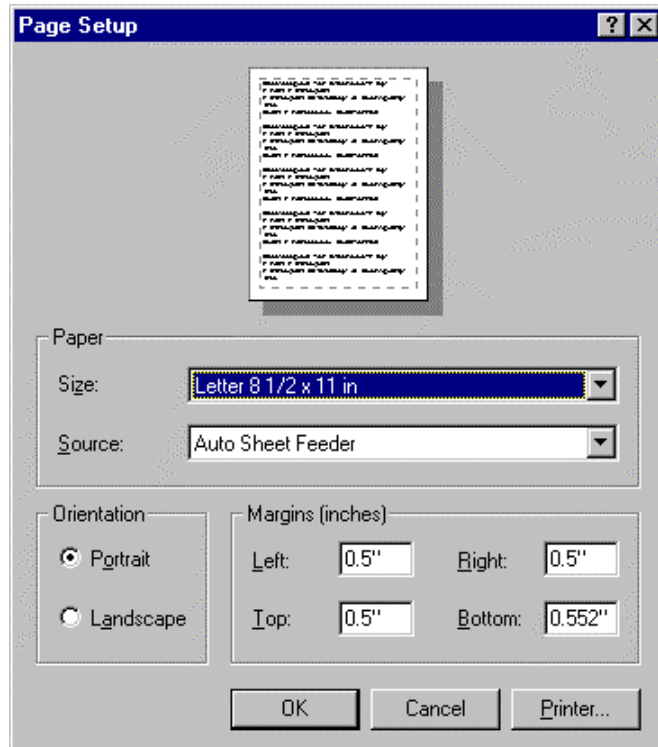 Page Setup
Paper
Size: Letter 8 1/2 x 11 in
Source: Auto Sheet Feeder
Orientation
Portrait
Landscape
Margins (inches)
Left: 0.5" Right: 0.5"
Top: 0.5" Bottom: 0.552"
OK Cancel Printer...